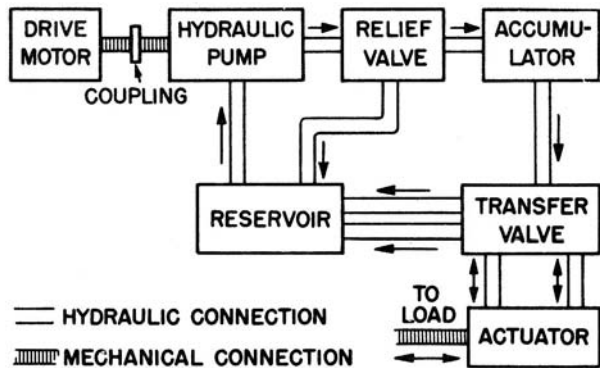 DRIVE
MOTOR
COUPLING
HYDRAULIC
PUMP
RELIEF
VALVE
ACCUMU-
LATOR
RESERVOIR
TRANSFER
VALVE
TO
LOAD
ACTUATOR
HYDRAULIC CONNECTION
MECHANICAL CONNECTION